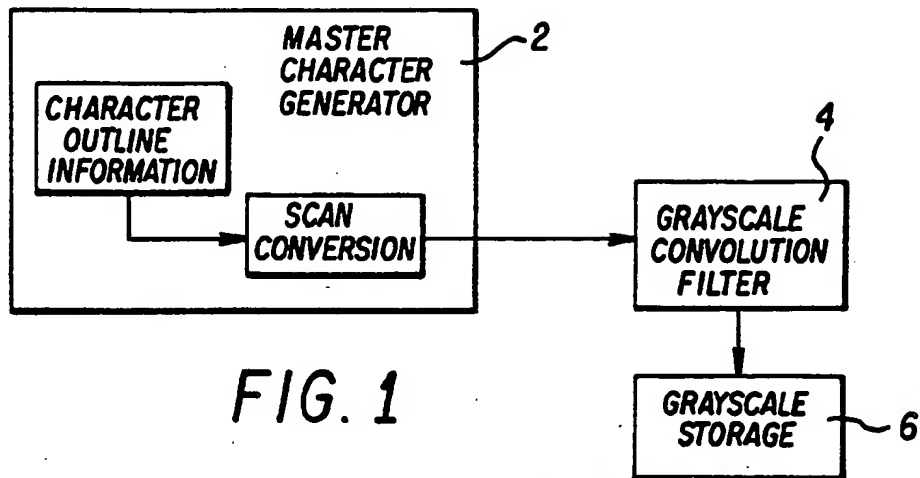 MASTER
CHARACTER
GENERATOR
2
CHARACTER
OUTLINE
INFORMATION
SCAN
CONVERSION
4
GRAYSCALE
CONVOLUTION
FILTER
GRAYSCALE
STORAGE
6
FIG. 1